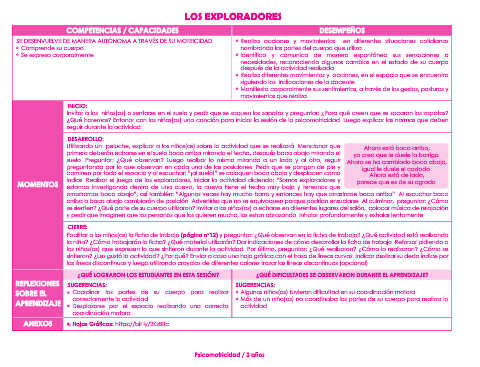 LOS EXPLORADORES
COMPETENCIAS / CAPACIDADES
DESEMPEÑOS
SE DESENVUELVE DE MANERA AUTÓNOMA A TRAVÉS DE SU MOTRICIDAD
• Comprende su cuerpo
• Se expresa corporalmente
• Realiza acciones y movimientos en diferentes situaciones cotidianas
nombrando las partes del cuerpo que utiliza
• Identifica y comunica de manera espontánea sus sensaciones o
necesidades, reconociendo algunos cambios en el estado de su cuerpo
después de la actividad realizada
• Realiza diferentes movimientos y acciones, en el espacio que se encuentra
siguiendo los indicaciones de la docente
• Manifiesta corporalmente sus sentimientos, a través de los gestos, posturas y
movimientos que realiza.
MOMENTOS
INICIO:
Invitar a los niños(as) a sentarse en el suelo y pedir que se saquen los zapatos y preguntar: ¿Para qué creen que se sacaron los zapatos?
¿Qué haremos? Entonar con los niños(as) una canción para iniciar la sesión de la psicomotricidad. Luego explicar las normas que deben
seguir durante la actividad
DESARROLLO:
Utilizando un peluche, explicar a los niños(as) sobre la actividad que se realizará. Mencionar que
primero deberán echarse en el suelo boca arriba mirando el techo, después boca abajo mirando el
suelo. Preguntar: ¿Qué observan? Luego realizar lo mismo mirando a un lado y al otro, seguir
preguntando por lo que observan en cada una de las posiciones. Pedir que se pongan de pie
caminen por todo el espacio y al escuchar: "¡al suelo!" se coloquen boca abajo y desplacen como
indica. Realizar el juego de los exploradores, iniciar la actividad diciendo: "Somos exploradores y
estamos investigando dentro de una cueva, la cueva tiene el techo muy bajo y tenemos que
arrastrarnos boca abajo", así también: "Algunas veces hay mucho barro y entonces hay que arrastrarse boca arriba" Al escuchar boca
arriba o boca abajo cambiarán de posición. Advertirles que no se equivoquen porque podrían ensuciarse. Al culminar, preguntar: ¿Cómo
se sienten? ¿Qué parte de su cuerpo utilizaron? Invitar a los niños(a) a echarse en diferentes lugares del salón, colocar música de relajación
y pedir que imaginen que las personas que los quieren mucho, las están abrazando inhalar profundamente y exhalar lentamente
Ahora está boca arriba,
ya creo que le duele la barriga
Ahora se ha cambiado boca abajo,
igual le duele el costado
Ahora está de lado,
parece que es de su agrado
CIERRE:
Facilitar a los niños(as) la ficha de trabajo (página n°12) y preguntar: ¿Qué observan en la ficha de trabajo? ¿Qué actividad está realizando
la niña? ¿Cómo trabajarán la ficha? ¿Qué material utilizarán? Dar indicaciones de cómo desarrollar la ficha de trabajo. Reforzar pidiendo a
los niños(as) que expresen lo que sintieron durante la actividad. Por último, preguntar: ¿Qué realizaron? ¿Cómo lo realizaron? ¿Cómo se
sintieron? ¿Les gustó la actividad? ¿Por qué? Enviar a casa una hoja gráfica con el trazo de líneas curvas indicar deslizar su dedo índice por
las líneas discontinuas y luego utilizando crayolas de diferentes colores trazar las líneas discontinuas (opcional)
REFLEXIONES
SOBRE EL
APRENDIZAJE
¿QUÉ LOGRARON LOS ESTUDIANTES EN ESTA SESIÓN?
¿QUÉ DIFICULTADES SE OBSERVARON DURANTE EL APRENDIZAJE?
SUGERENCIAS:
• Coordinar las partes de su cuerpo para realizar
correctamente la actividad
• Desplazarse por el espacio realizando una correcta
coordinación motora
SUGERENCIAS:
• Algunos niños(as) tuvieron dificultad en su coordinación motora
• Más de un niño(a) no coordinaba las partes de su cuerpo para realizar la
actividad
ANEXOS
• Hojas Gráficas:
Psicomotricidad / 3 años